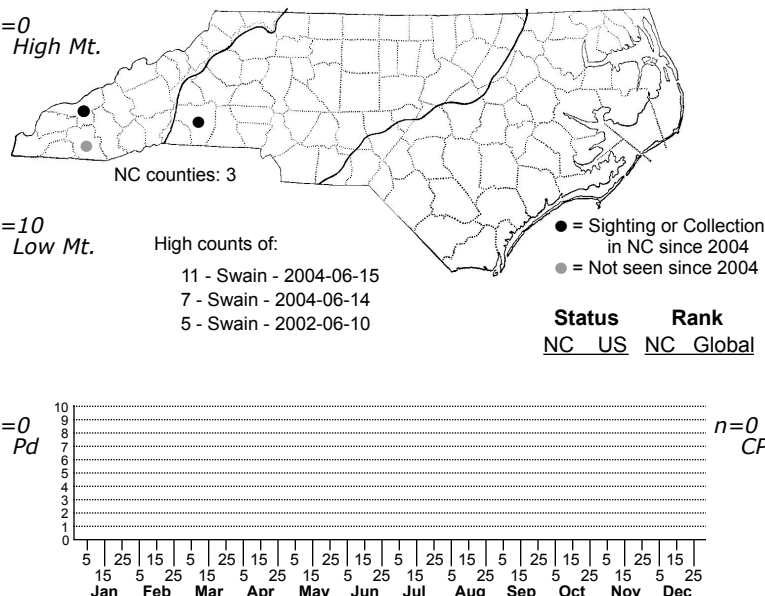 =0
High Mt.
NC counties: 3
=10
Low Mt.
High counts of:
11 - Swain - 2004-06-15
7 - Swain - 2004-06-14
5 - Swain - 2002-06-10
= Sighting or Collection
in NC since 2004
= Not seen since 2004
Status Rank
NC US NC Global
=0
Pd
n=0
CP
10
9
8
7
6
5
4
3
2
1
0
5 25 15 5 25 15 5 25 15 5 25 15 5 25 15 5 25 15
15 5 25 15 5 25 15 5 25 15 5 25 15 5 25 15 5 25
Jan Feb Mar Apr May Jun Jul Aug Sep Oct Nov Dec